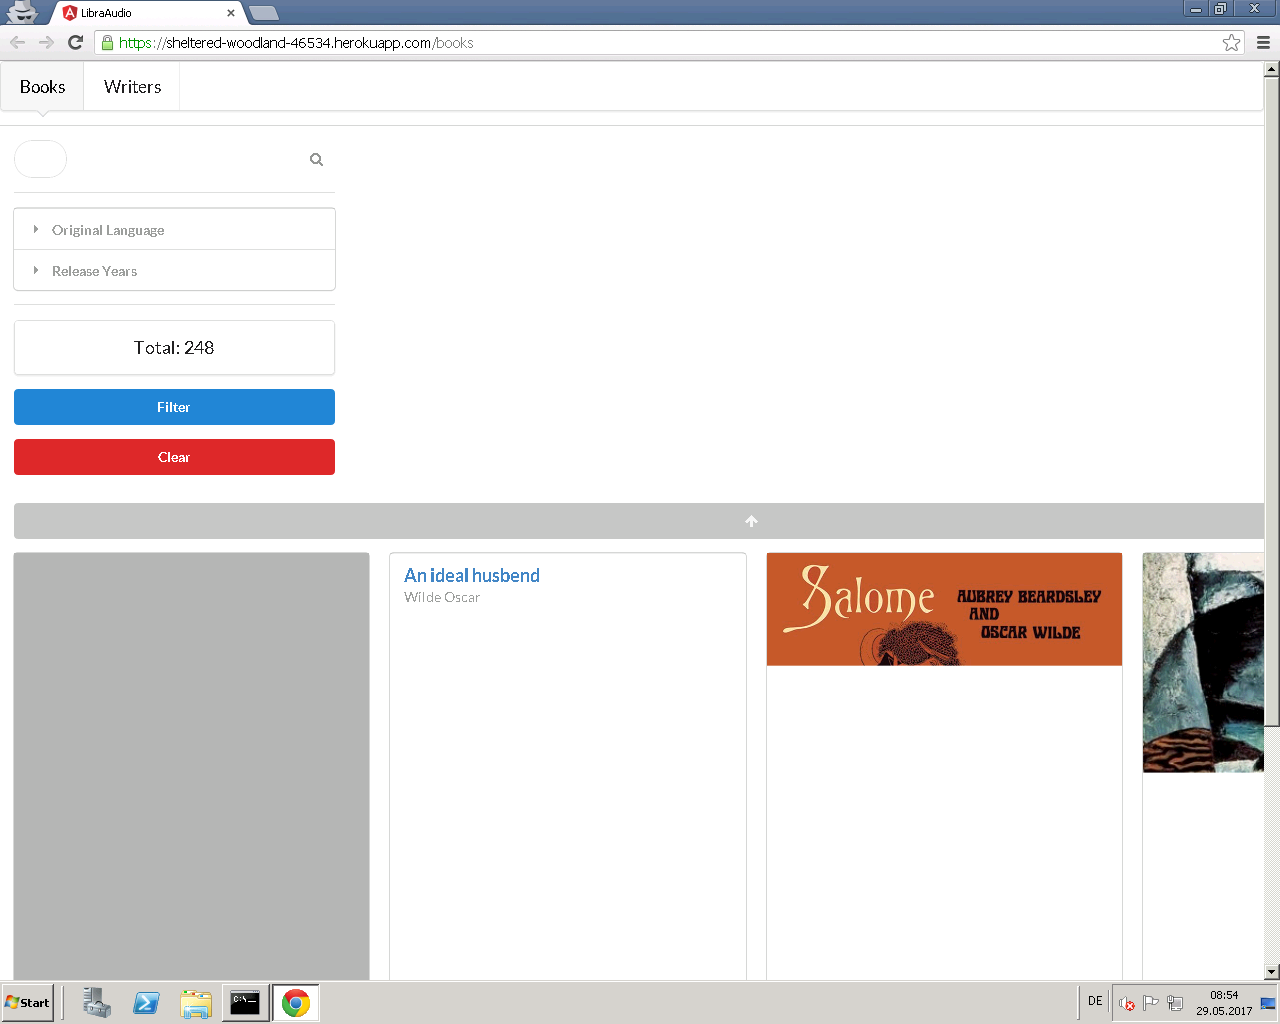 LibraAudio
https://sheltered-woodland-46534.herokuapp.com/books
Books
Writers
Original Language
Release Years
Total: 248
Filter
Clear
An ideal husbend
Wilde Oscar
Salome
AUBREY BEARDSLEY
AND
OSCAR WILDE
Start
C:\
DE
08:54
29.05.2017